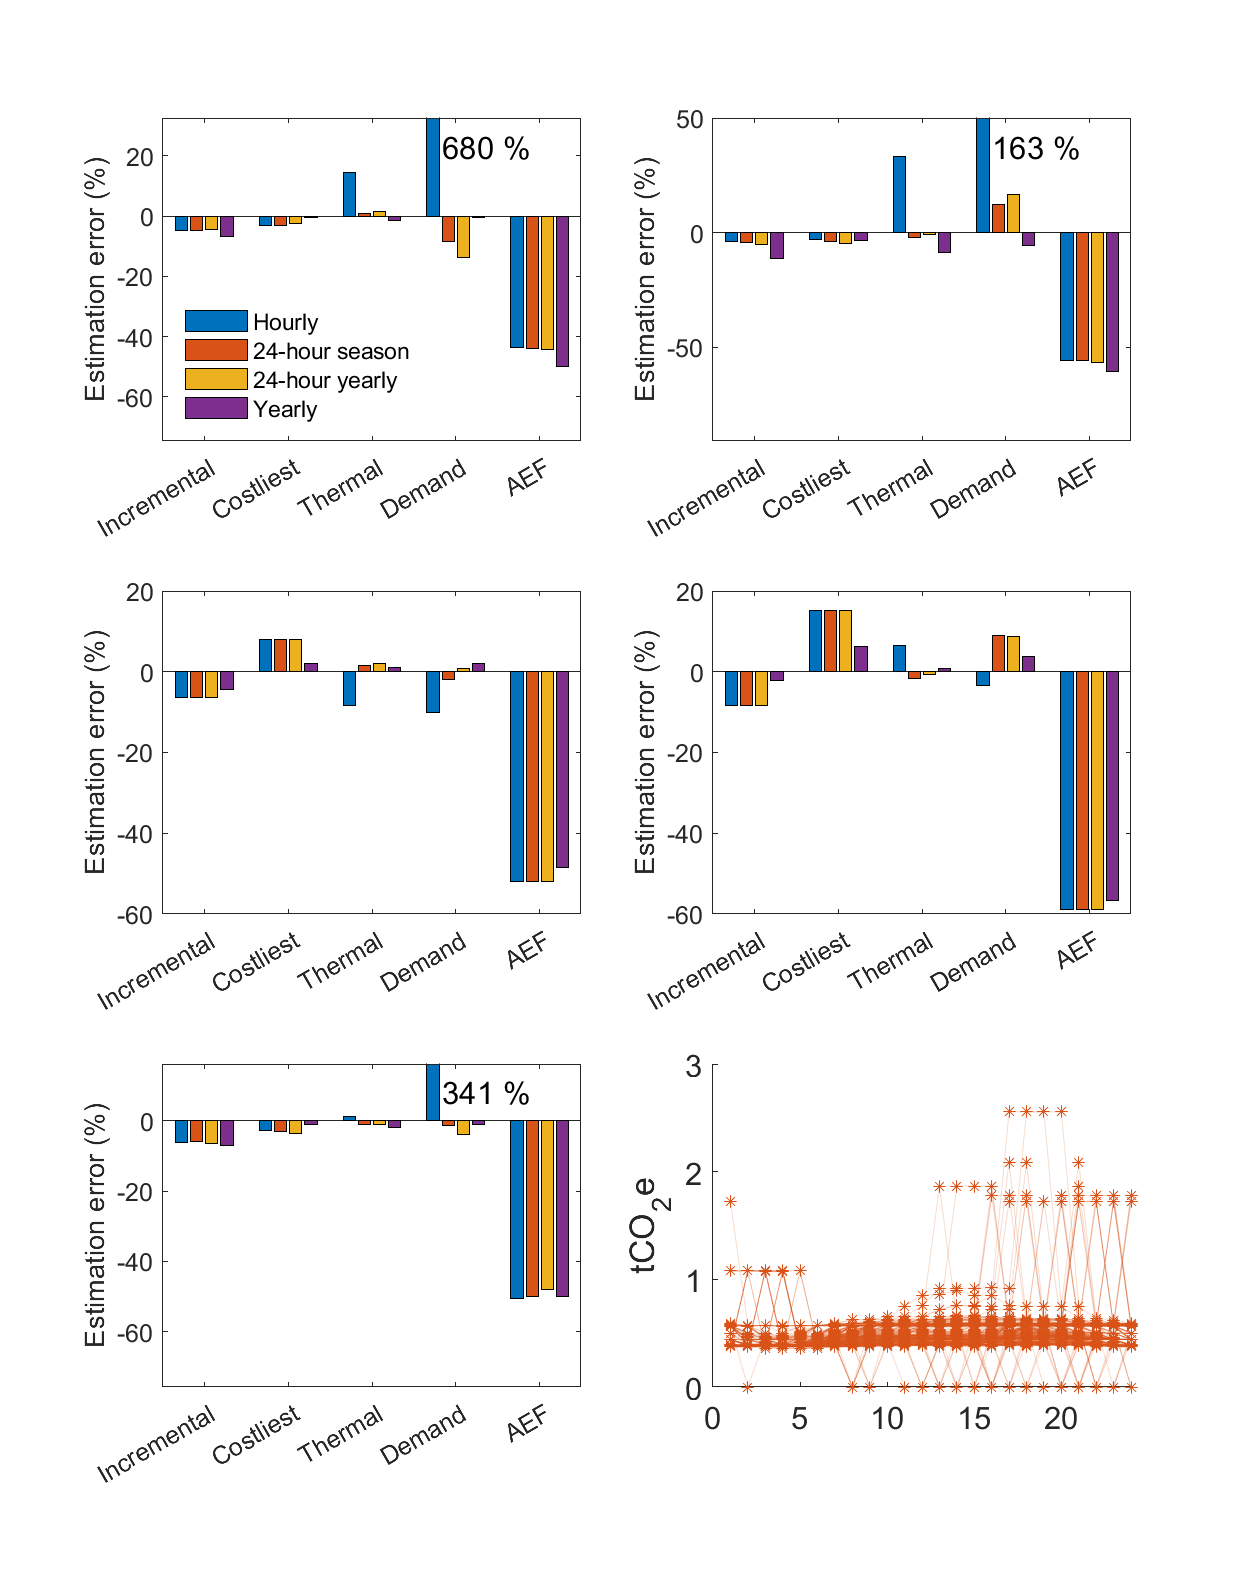 680 %
20
0
-20
-40
-60
Estimation error (%)
Hourly
24-hour season
24-hour yearly
Yearly
Incremental
Costliest
Thermal
Demand
AEF
163 %
50
0
-50
Estimation error (%)
Incremental
Costliest
Thermal
Demand
AEF
20
0
-20
-40
-60
Estimation error (%)
Incremental
Costliest
Thermal
Demand
AEF
20
0
-20
-40
-60
Estimation error (%)
Incremental
Costliest
Thermal
Demand
AEF
341 %
0
-20
-40
-60
Estimation error (%)
Incremental
Costliest
Thermal
Demand
AEF
3
2
1
0
tCO2e
0
5
10
15
20